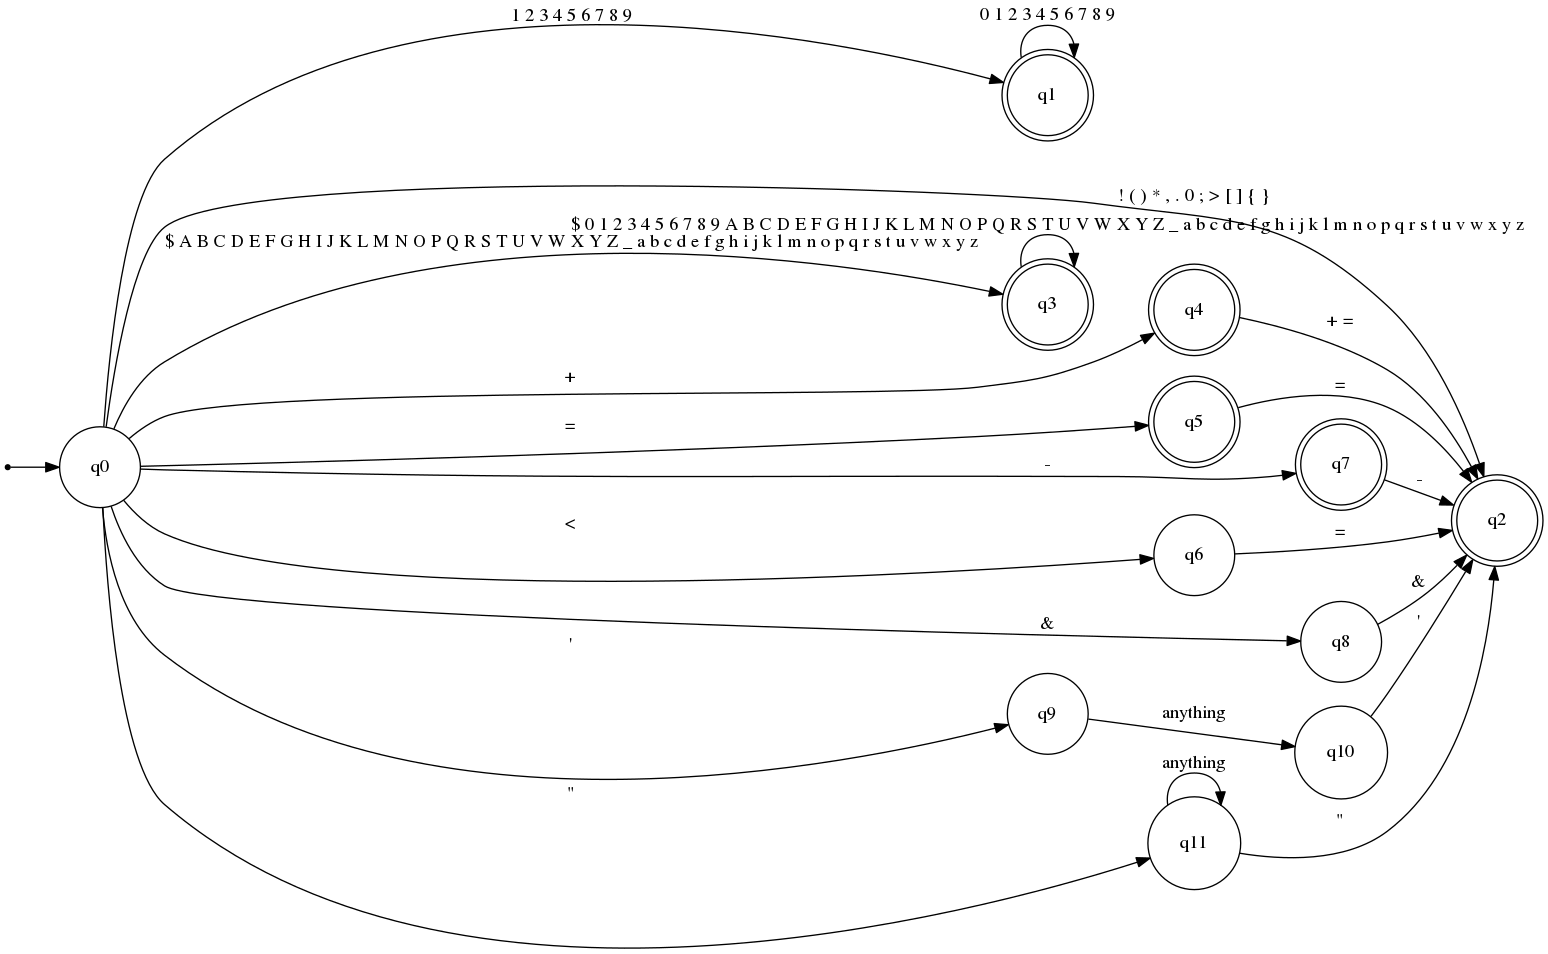 1 2 3 4 5 6 7 8 9
0 1 2 3 4 5 6 7 8 9
q1
! ( ) * , . 0 ; > [ ] { }
$ 0 1 2 3 4 5 6 7 8 9 A B C D E F G H I J K L M N O P Q R S T U V W X Y Z _ a b c d e f g h i j k l m n o p q r s t u v w x y z
$ A B C D E F G H I J K L M N O P Q R S T U V W X Y Z _ a b c d e f g h i j k l m n o p q r s t u v w x y z
q3
q4
+ =
+
=
q5
=
q0
-
q7
-
q2
<
q6
=
&
&
'
'
q8
q9
anything
q10
anything
"
"
q11